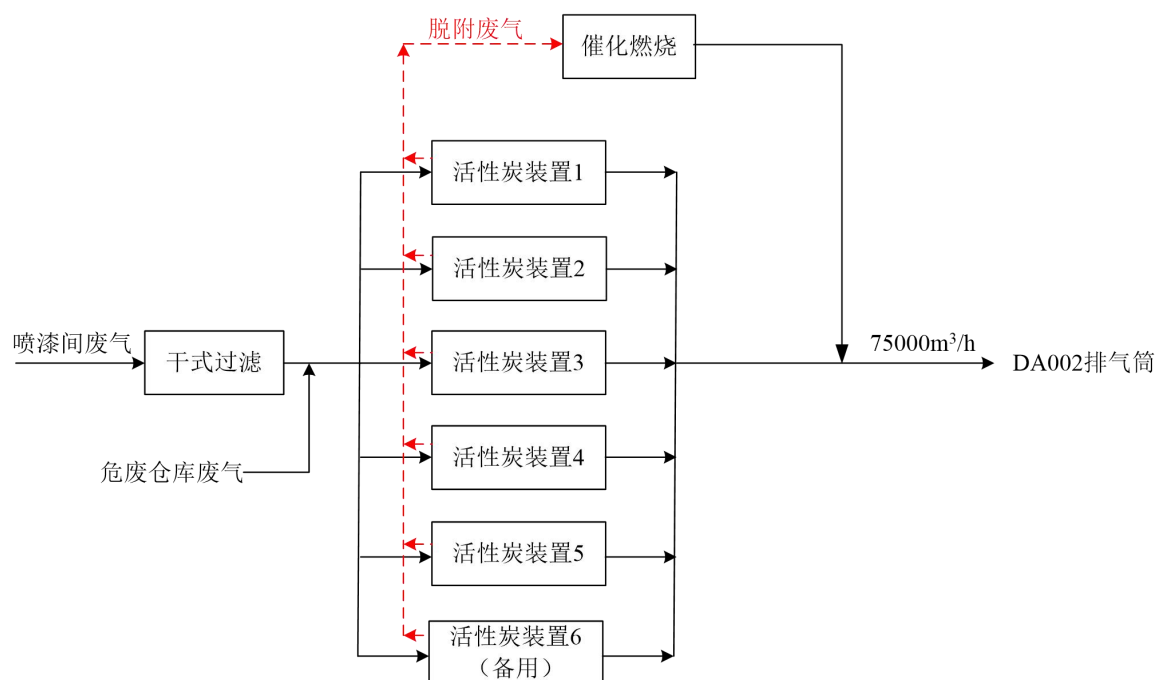 脱附废气
催化燃烧
活性炭装置1
活性炭装置2
喷漆间废气
干式过滤
活性炭装置3
75000m³/h
DA002排气筒
危废仓库废气
活性炭装置4
活性炭装置5
活性炭装置6
（备用）